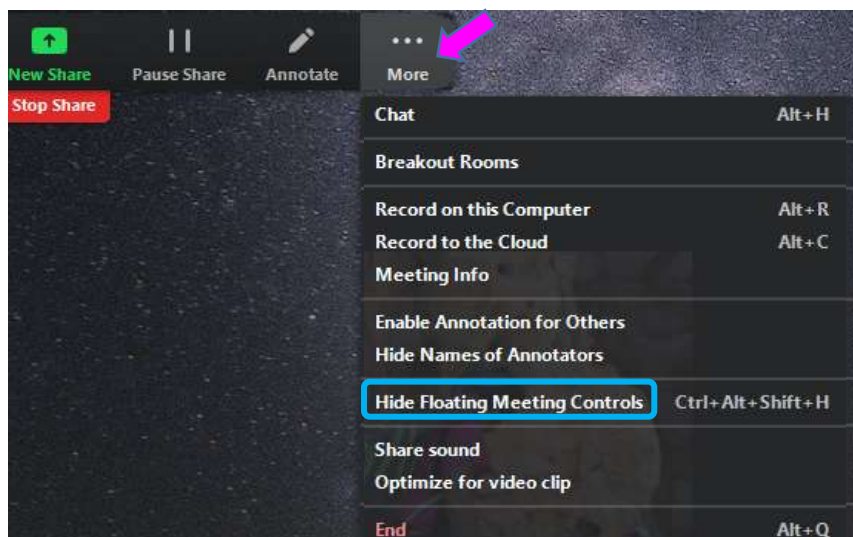 New Share Pause Share Annotate More
Stop Share
Chat Alt+H
Breakout Rooms
Record on this Computer Alt+R
Record to the Cloud Alt+C
Meeting Info
Enable Annotation for Others
Hide Names of Annotators
Hide Floating Meeting Controls Ctrl+Alt+Shift+H
Share sound
Optimize for video clip
End Alt+Q